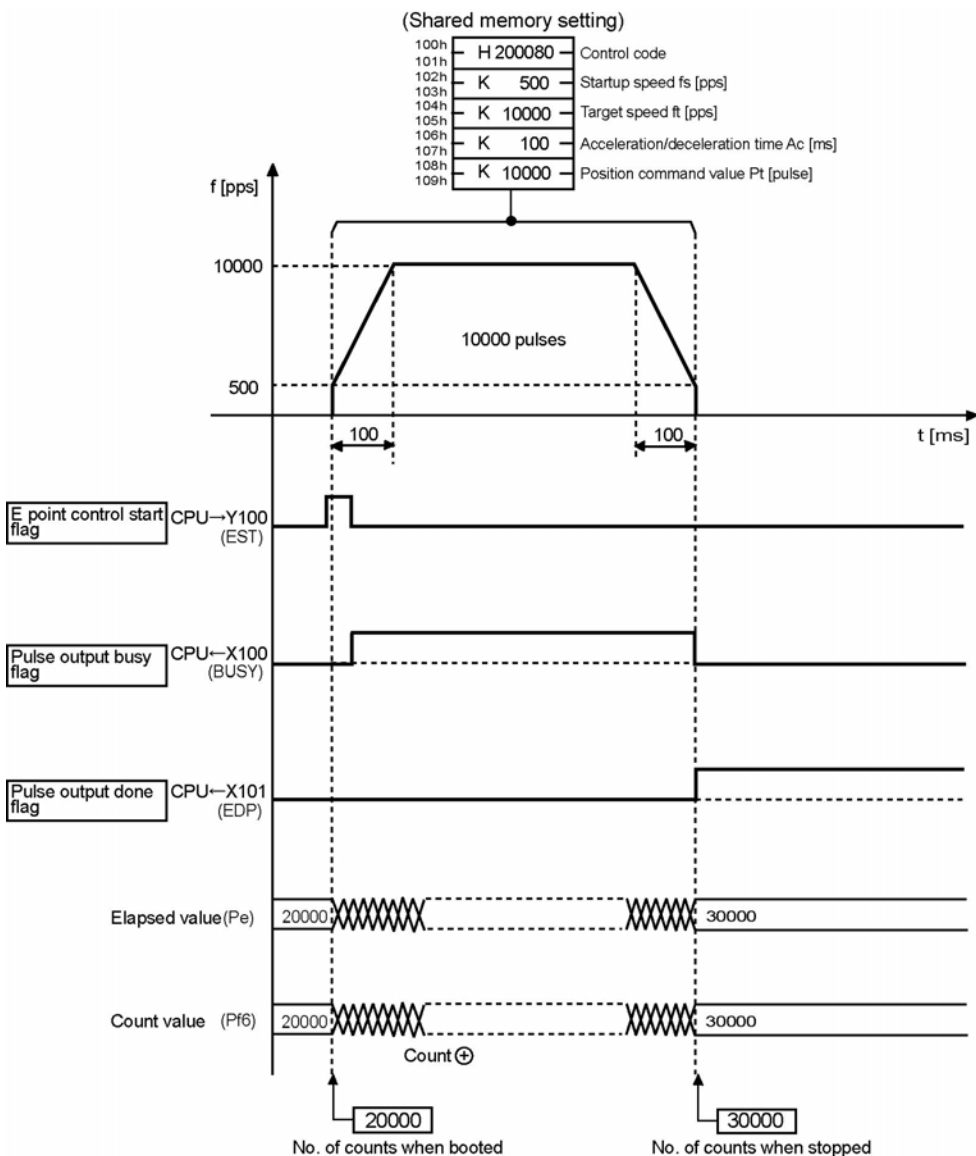 (Shared memory setting)
100h
101h
H 200080
Control code
102h
103h
K 500
Startup speed fs [pps]
104h
105h
K 10000
Target speed ft [pps]
106h
107h
K 100
Acceleration/deceleration time Ac [ms]
108h
109h
K 10000
Position command value Pt [pulse]
f [pps]
10000
10000 pulses
500
100
100
t [ms]
E point control start
flag
CPU→Y100
(EST)
Pulse output busy
flag
CPU←X100
(BUSY)
Pulse output done
flag
CPU←X101
(EDP)
Elapsed value(Pe)
20000
30000
Count value (Pf6)
20000
30000
Count ⊕
20000
No. of counts when booted
30000
No. of counts when stopped